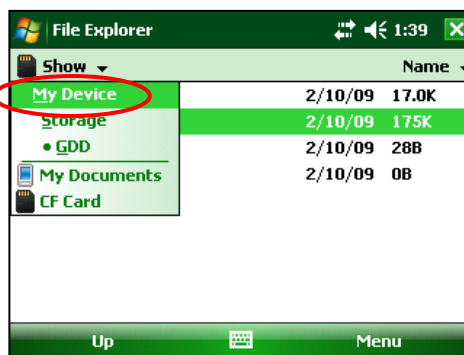 File Explorer 1:39
Show Name
My Device 2/10/09 17.0K
Storage 2/10/09 175K
GDD 2/10/09 28B
My Documents 2/10/09 0B
CF Card
Up Menu